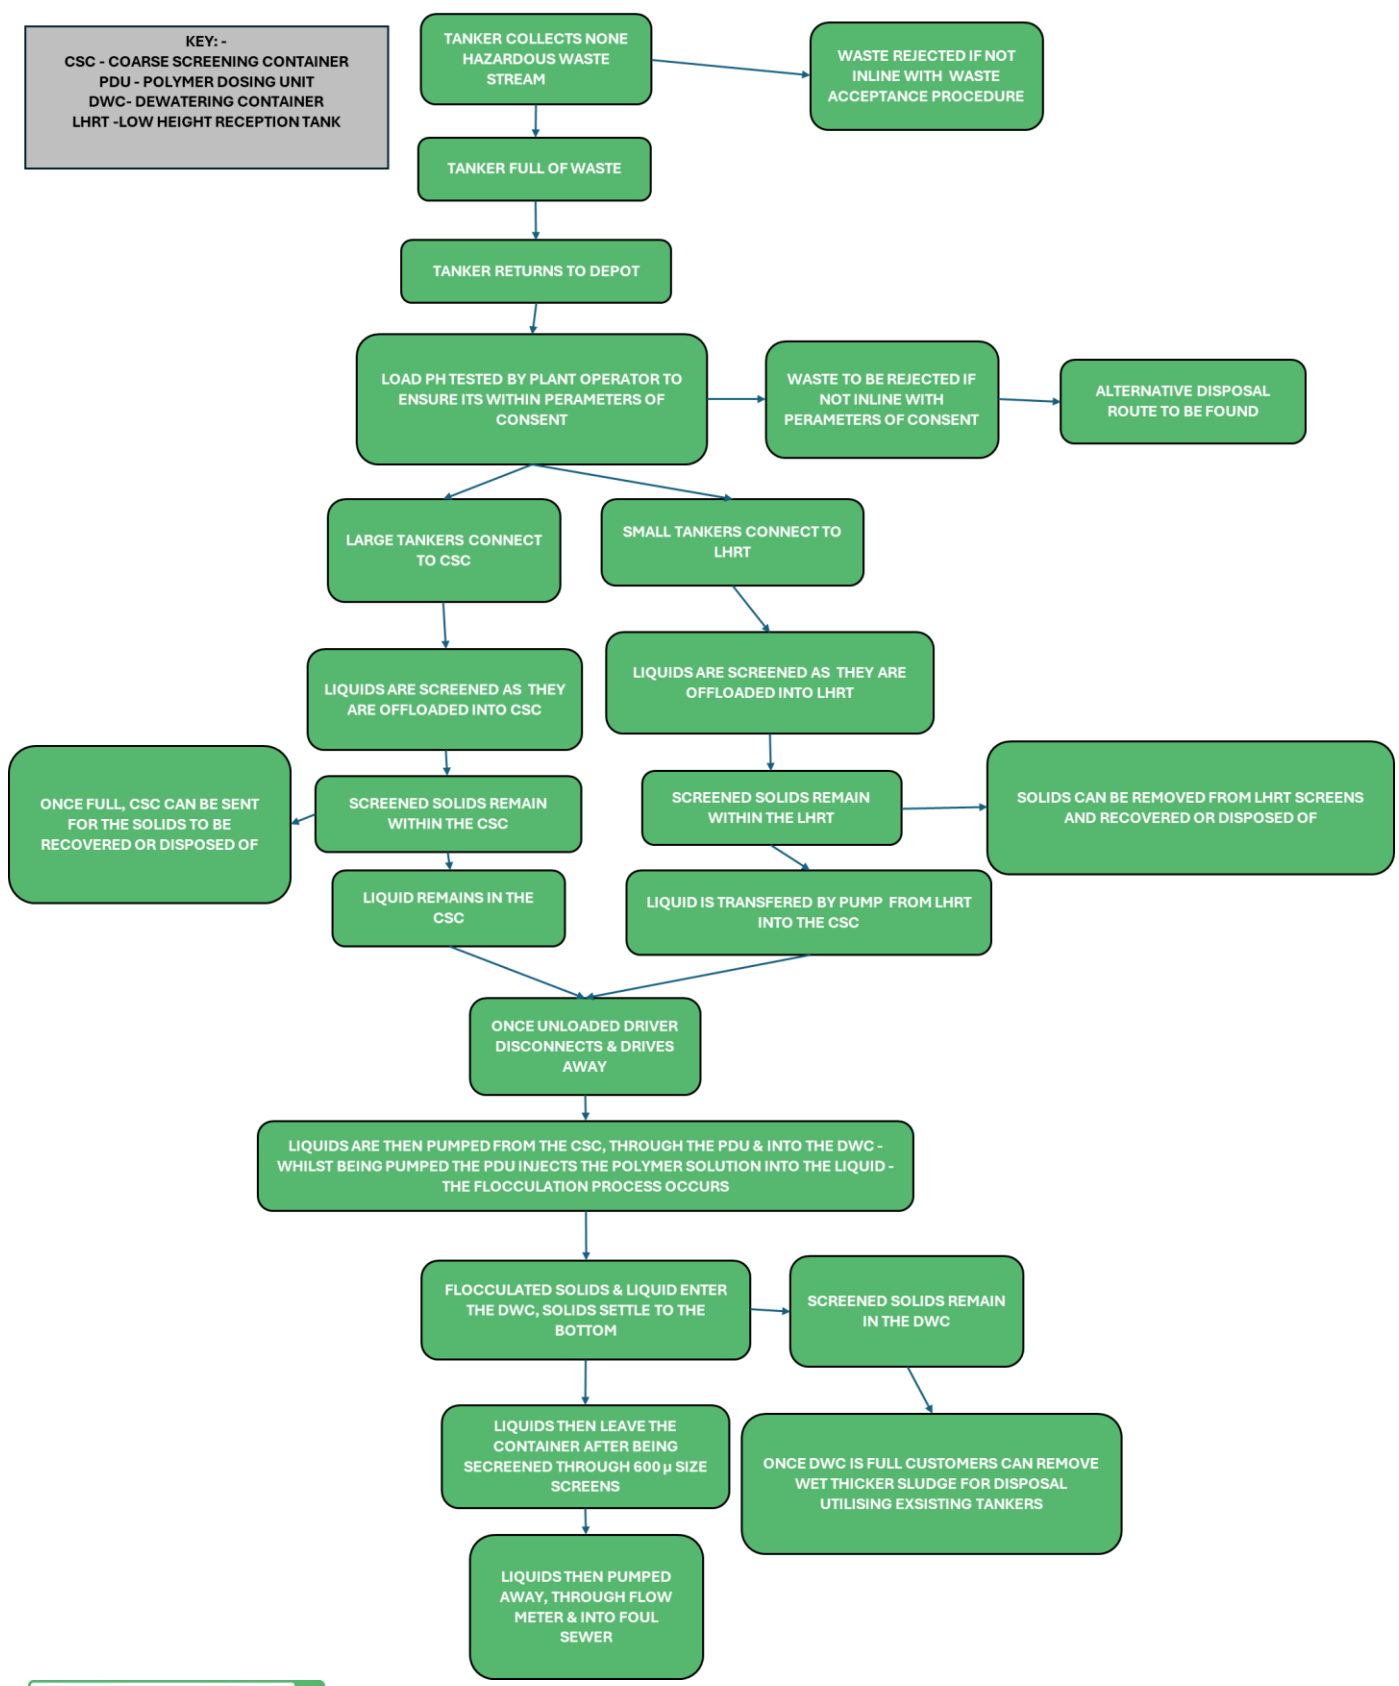 KEY: -
CSC - COARSE SCREENING CONTAINER
PDU - POLYMER DOSING UNIT
DWC- DEWATERING CONTAINER
LHRT -LOW HEIGHT RECEPTION TANK
TANKER COLLECTS NONE
HAZARDOUS WASTE
STREAM
WASTE REJECTED IF NOT
INLINE WITH WASTE
ACCEPTANCE PROCEDURE
TANKER FULL OF WASTE
TANKER RETURNS TO DEPOT
LOAD PH TESTED BY PLANT OPERATOR TO
ENSURE ITS WITHIN PERAMETERS OF
CONSENT
WASTE TO BE REJECTED IF
NOT INLINE WITH
PERAMETERS OF CONSENT
ALTERNATIVE DISPOSAL
ROUTE TO BE FOUND
LARGE TANKERS CONNECT
TO CSC
SMALL TANKERS CONNECT TO
LHRT
LIQUIDS ARE SCREENED AS THEY
ARE OFFLOADED INTO CSC
LIQUIDS ARE SCREENED AS THEY ARE
OFFLOADED INTO LHRT
ONCE FULL, CSC CAN BE SENT
FOR THE SOLIDS TO BE
RECOVERED OR DISPOSED OF
SCREENED SOLIDS REMAIN
WITHIN THE CSC
SCREENED SOLIDS REMAIN
WITHIN THE LHRT
SOLIDS CAN BE REMOVED FROM LHRT SCREENS
AND RECOVERED OR DISPOSED OF
LIQUID REMAINS IN THE
CSC
LIQUID IS TRANSFERED BY PUMP FROM LHRT
INTO THE CSC
ONCE UNLOADED DRIVER
DISCONNECTS & DRIVES
AWAY
LIQUIDS ARE THEN PUMPED FROM THE CSC, THROUGH THE PDU & INTO THE DWC -
WHILST BEING PUMPED THE PDU INJECTS THE POLYMER SOLUTION INTO THE LIQUID -
THE FLOCCULATION PROCESS OCCURS
FLOCCULATED SOLIDS & LIQUID ENTER
THE DWC, SOLIDS SETTLE TO THE
BOTTOM
SCREENED SOLIDS REMAIN
IN THE DWC
LIQUIDS THEN LEAVE THE
CONTAINER AFTER BEING
SECREENED THROUGH 600 µ SIZE
SCREENS
ONCE DWC IS FULL CUSTOMERS CAN REMOVE
WET THICKER SLUDGE FOR DISPOSAL
UTILISING EXSISTING TANKERS
LIQUIDS THEN PUMPED
AWAY, THROUGH FLOW
METER & INTO FOUL
SEWER